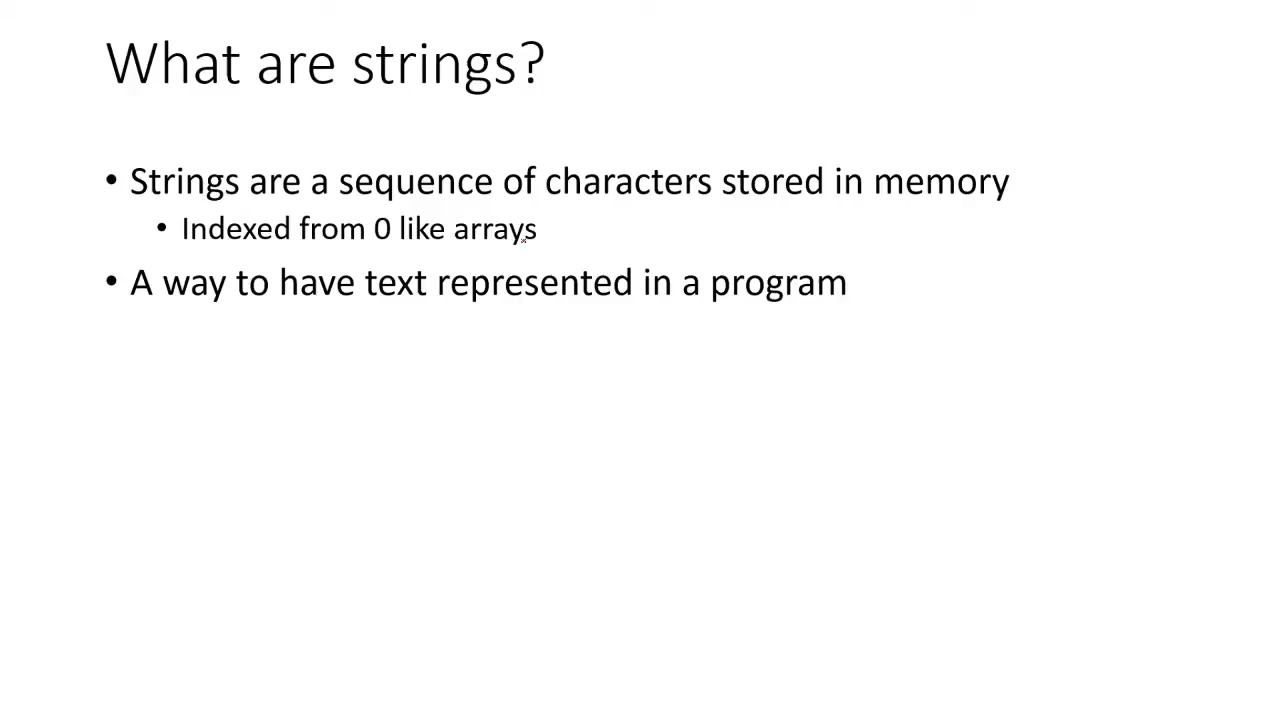 What are strings?
• Strings are a sequence of characters stored in memory
• Indexed from 0 like arrays
• A way to have text represented in a program